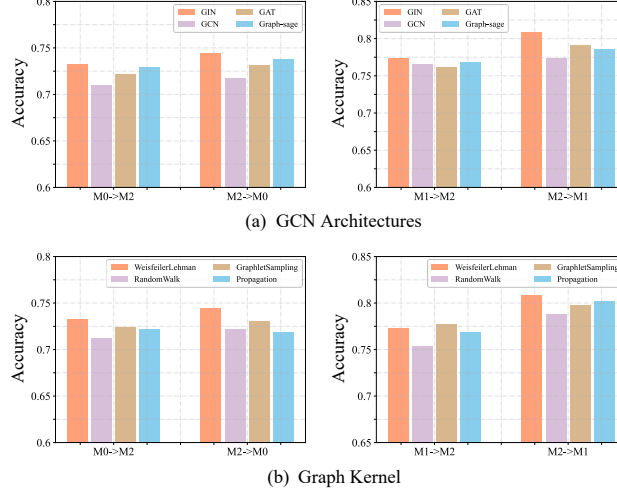 0.8
0.75
0.7
0.65
0.6
Accuracy
GIN
GAT
GCN
Graph-sage
M0->M2
M2->M0
0.85
0.8
0.75
0.7
0.65
0.6
Accuracy
GIN
GAT
GCN
Graph-sage
M1->M2
M2->M1
(a) GCN Architectures
0.8
0.75
0.7
0.65
0.6
Accuracy
WeisfeilerLehman
GraphletSampling
RandomWalk
Propagation
M0->M2
M2->M0
0.85
0.8
0.75
0.7
0.65
0.6
Accuracy
WeisfeilerLehman
GraphletSampling
RandomWalk
Propagation
M1->M2
M2->M1
(b) Graph Kernel